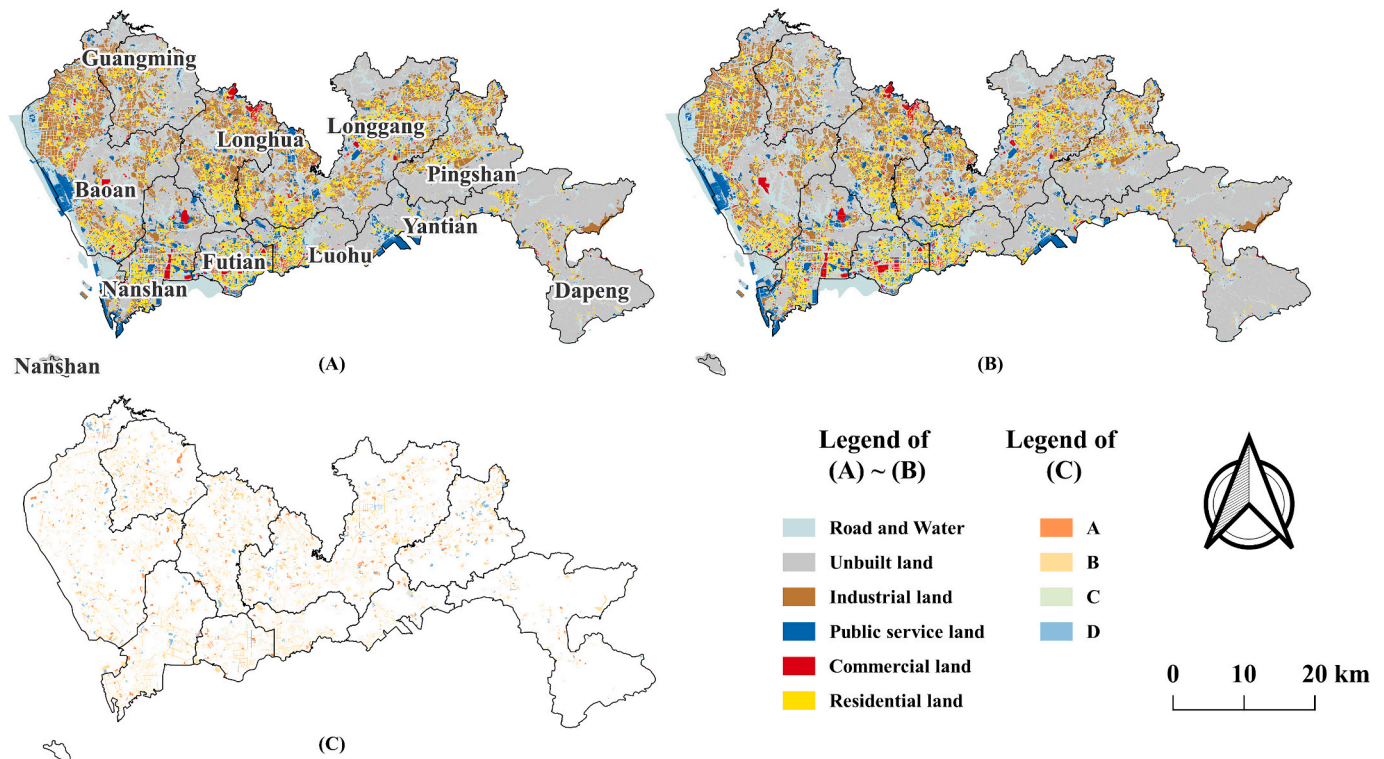 Guangming
Longhua
Longgang
Pingshan
Baoan
Yantian
Futian
Luohu
Nanshan
Dapeng
Nanshan
(A)
(B)
(C)
Legend of
(A) ~ (B)
Road and Water
Unbuilt land
Industrial land
Public service land
Commercial land
Residential land
Legend of
(C)
A
B
C
D
0 10 20 km